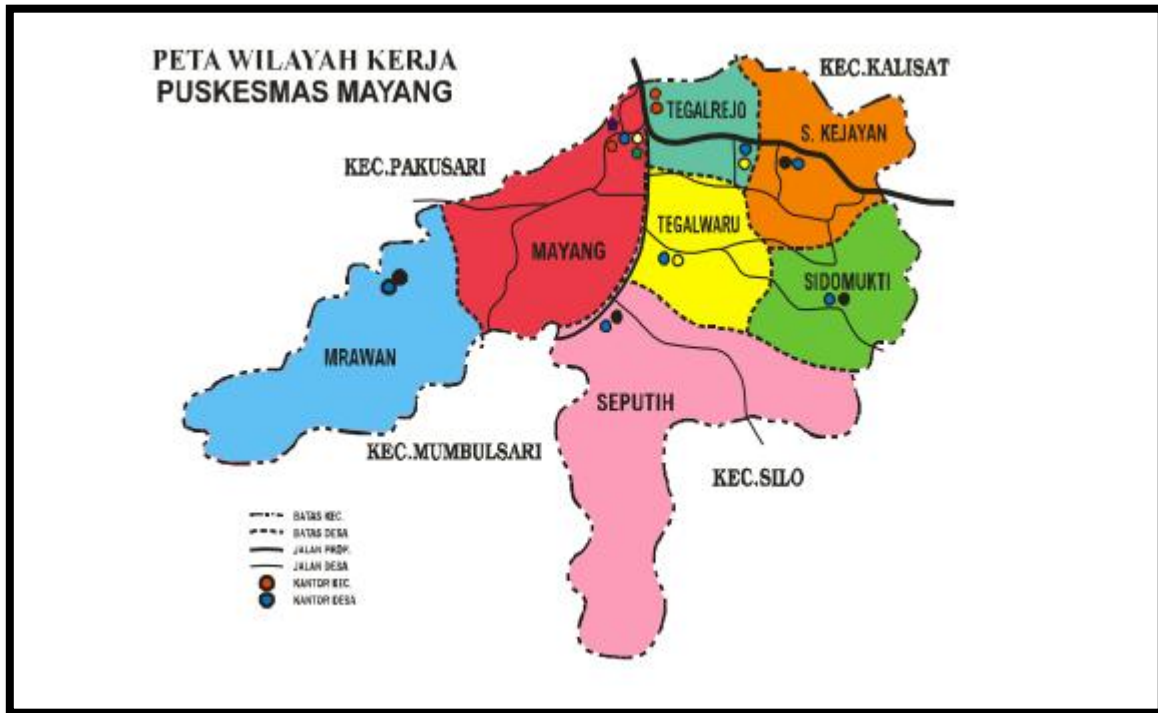 PETA WILAYAH KERJA
PUSKESMAS MAYANG
KEC.KALISAT
TEGALREJO
S. KEJAYAN
KEC.PAKUSARI
TEGALWARU
MAYANG
SIDOMUKTI
MRAWAN
SEPUTIH
KEC.MUMBULSARI
KEC.SILO
BATAS KEC.
BATAS DESA
JALAN PROP.
JALAN DESA
KANTOR KEC.
KANTOR DESA